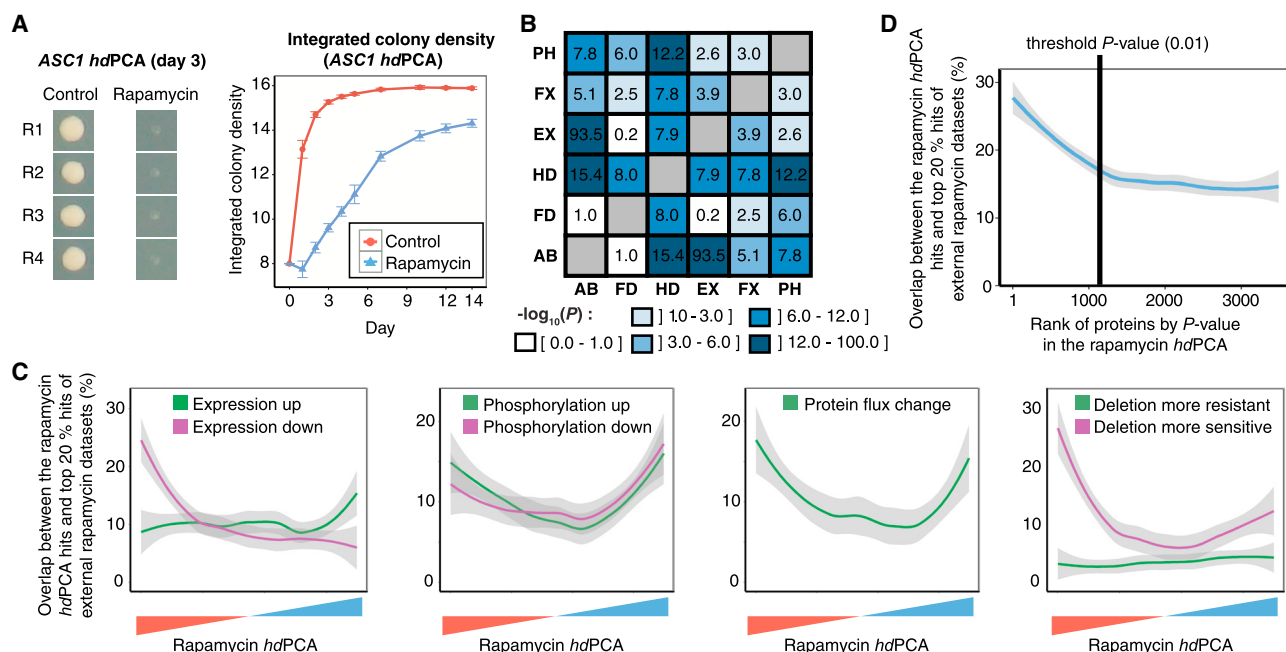 A
ASC1 hdPCA (day 3)
Control Rapamycin
R1
R2
R3
R4
Integrated colony density
(ASC1 hdPCA)
Integrated colony density
16
14
12
10
8
0 3 6 9 12 14
Day
Control
Rapamycin
B
PH 7.8 6.0 12.2 2.6 3.0
FX 5.1 2.5 7.8 3.9 3.0
EX 93.5 0.2 7.9 3.9 2.6
HD 15.4 8.0 7.9 7.8 12.2
FD 1.0 8.0 0.2 2.5 6.0
AB 1.0 15.4 93.5 5.1 7.8
AB FD HD EX FX PH
-log10(P) :
[ 0.0 - 1.0 ]
] 1.0 - 3.0 ]
] 3.0 - 6.0 ]
] 6.0 - 12.0 ]
] 12.0 - 100.0 ]
D
threshold P-value (0.01)
Overlap between the rapamycin hdPCA
hits and top 20 % hits of
external rapamycin datasets (%)
30
20
10
0
1 1000 2000 3000
Rank of proteins by P-value
in the rapamycin hdPCA
C
Overlap between the rapamycin
hdPCA hits and top 20 % hits of
external rapamycin datasets (%)
30
20
10
0
Expression up
Expression down
Rapamycin hdPCA
20
10
0
Phosphorylation up
Phosphorylation down
Rapamycin hdPCA
20
10
0
Protein flux change
Rapamycin hdPCA
30
20
10
0
Deletion more resistant
Deletion more sensitive
Rapamycin hdPCA